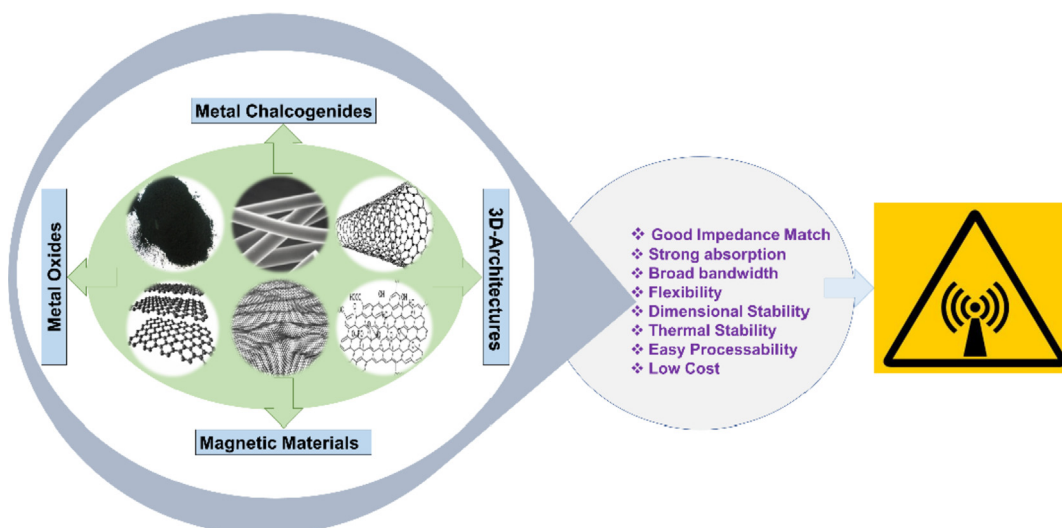 Metal Chalcogenides
Metal Oxides
3D-Architectures
Magnetic Materials
Good Impedance Match
Strong absorption
Broad bandwidth
Flexibility
Dimensional Stability
Thermal Stability
Easy Processability
Low Cost